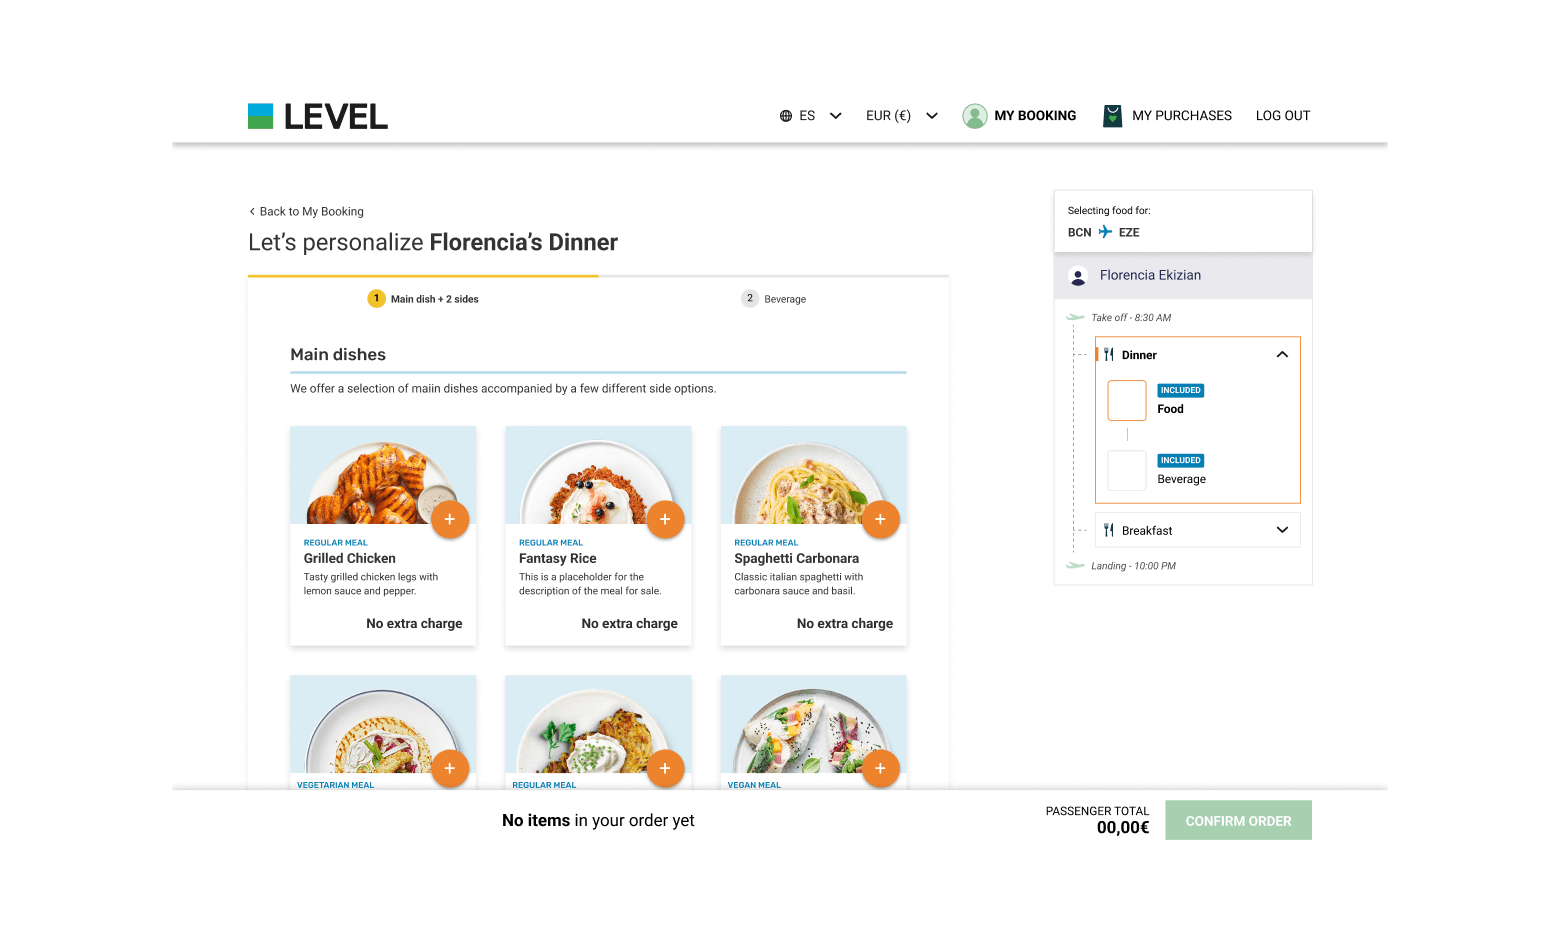 LEVEL
ES
EUR (€)
MY BOOKING
MY PURCHASES
LOG OUT
Back to My Booking
Let's personalize Florencia's Dinner
1 Main dish + 2 sides
2 Beverage
Main dishes
We offer a selection of maiin dishes accompanied by a few different side options.
REGULAR MEAL
Grilled Chicken
Tasty grilled chicken legs with
lemon sauce and pepper.
No extra charge
REGULAR MEAL
Fantasy Rice
This is a placeholder for the
description of the meal for sale.
No extra charge
REGULAR MEAL
Spaghetti Carbonara
Classic italian spaghetti with
carbonara sauce and basil.
No extra charge
VEGETARIAN MEAL
REGULAR MEAL
VEGAN MEAL
Selecting food for:
BCN EZE
Florencia Ekizian
Take off - 8:30 AM
Dinner
INCLUDED
Food
INCLUDED
Beverage
Breakfast
Landing - 10:00 PM
No items in your order yet
PASSENGER TOTAL
00,00€
CONFIRM ORDER